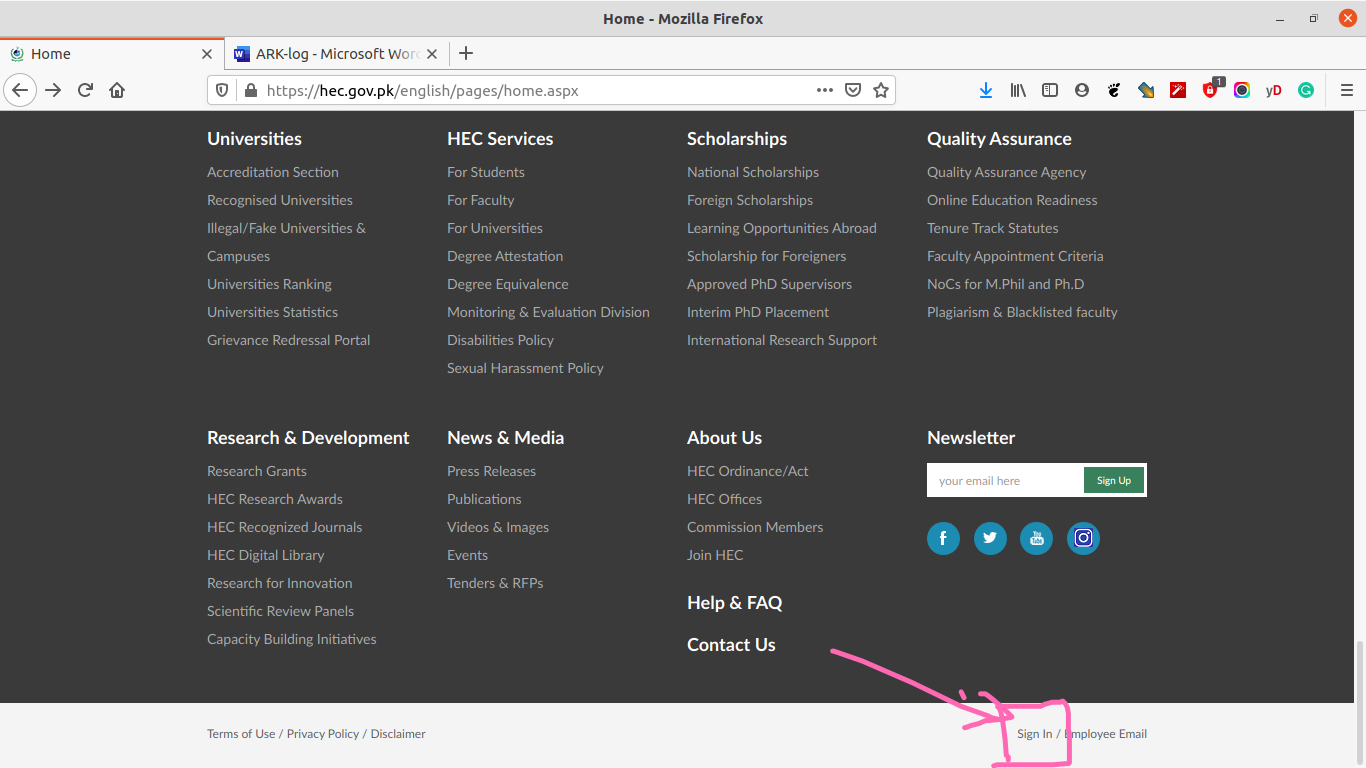 Home - Mozilla Firefox
Home
ARK-log - Microsoft Word
https://hec.gov.pk/english/pages/home.aspx
1
yD
Universities
Accreditation Section
Recognised Universities
Illegal/Fake Universities &
Campuses
Universities Ranking
Universities Statistics
Grievance Redressal Portal
HEC Services
For Students
For Faculty
For Universities
Degree Attestation
Degree Equivalence
Monitoring & Evaluation Division
Disabilities Policy
Sexual Harassment Policy
Scholarships
National Scholarships
Foreign Scholarships
Learning Opportunities Abroad
Scholarship for Foreigners
Approved PhD Supervisors
Interim PhD Placement
International Research Support
Quality Assurance
Quality Assurance Agency
Online Education Readiness
Tenure Track Statutes
Faculty Appointment Criteria
NoCs for M.Phil and Ph.D
Plagiarism & Blacklisted faculty
Research & Development
Research Grants
HEC Research Awards
HEC Recognized Journals
HEC Digital Library
Research for Innovation
Scientific Review Panels
Capacity Building Initiatives
News & Media
Press Releases
Publications
Videos & Images
Events
Tenders & RFPs
About Us
HEC Ordinance/Act
HEC Offices
Commission Members
Join HEC
Help & FAQ
Contact Us
Newsletter
your email here
Sign Up
Terms of Use / Privacy Policy / Disclaimer
Sign In / Employee Email